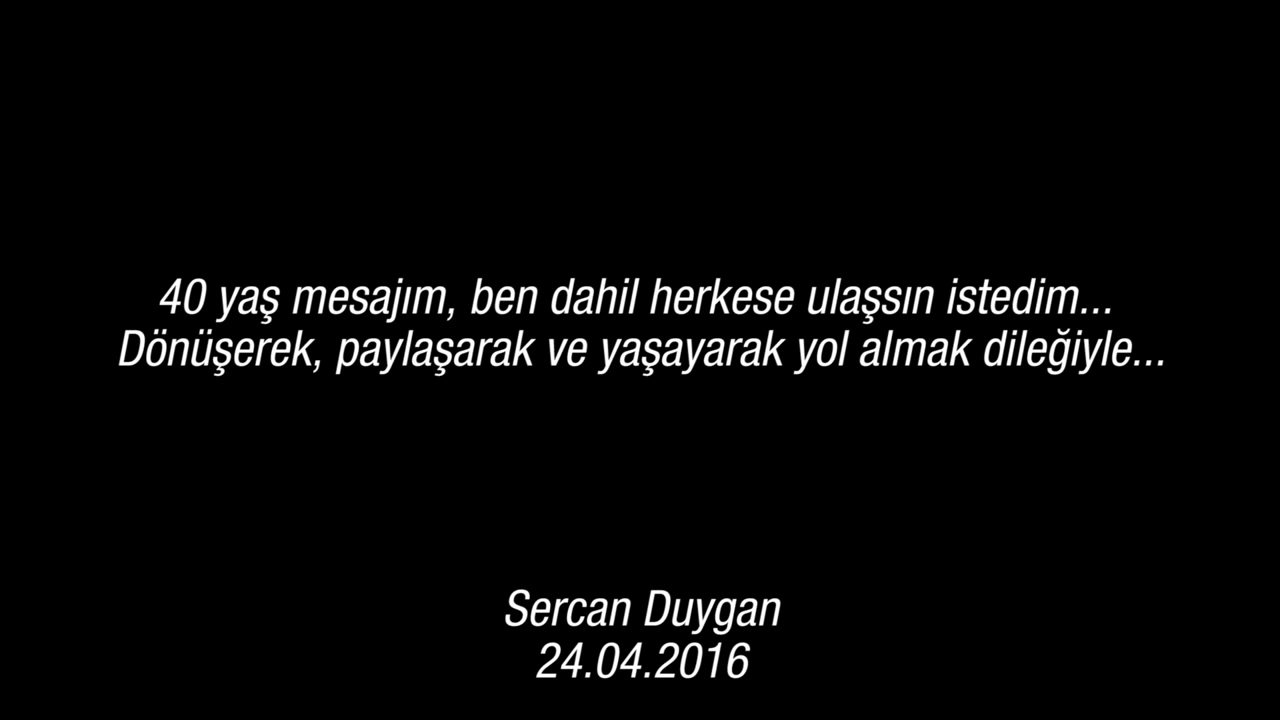 40 yaş mesajım, ben dahil herkese ulaşsın istedim...
Dönüşerek, paylaşarak ve yaşayarak yol almak dileğiyle...
Sercan Duygan
24.04.2016